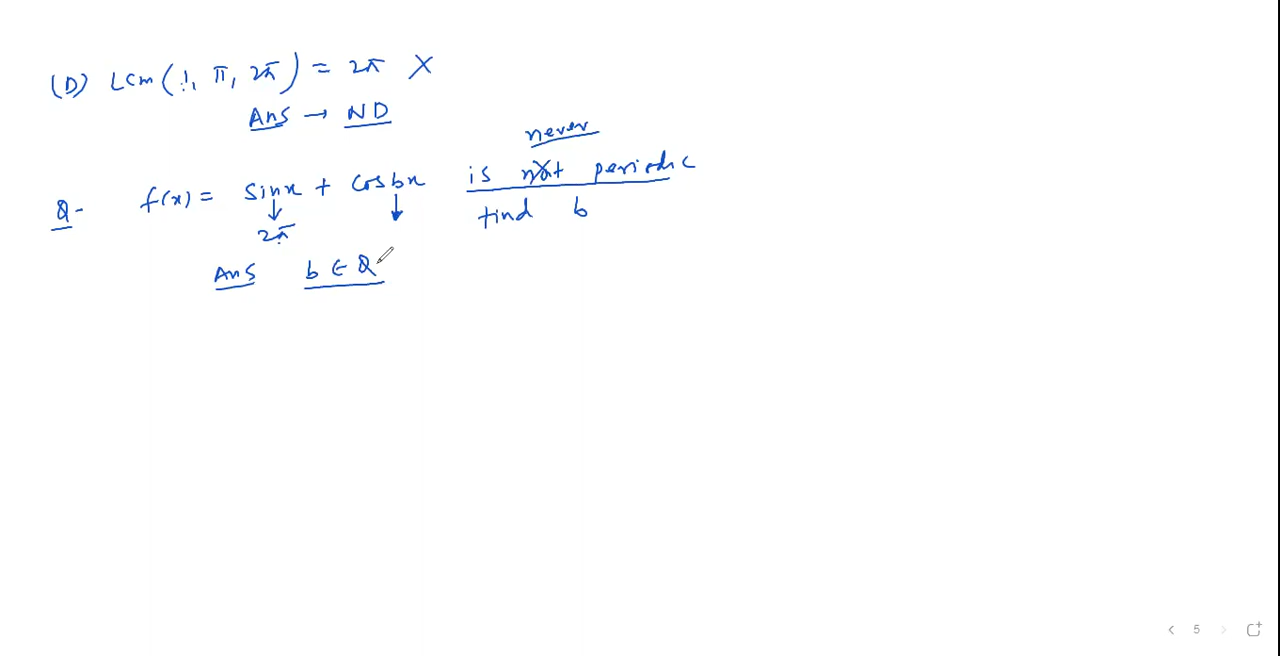 (D) LCM (1, π, 2π) = 2π X
Ans → ND
never
Q- f(x) = sinx + cosbx is not periodic
↓ ↓ find b
2π
Ans b ∈ Q
5